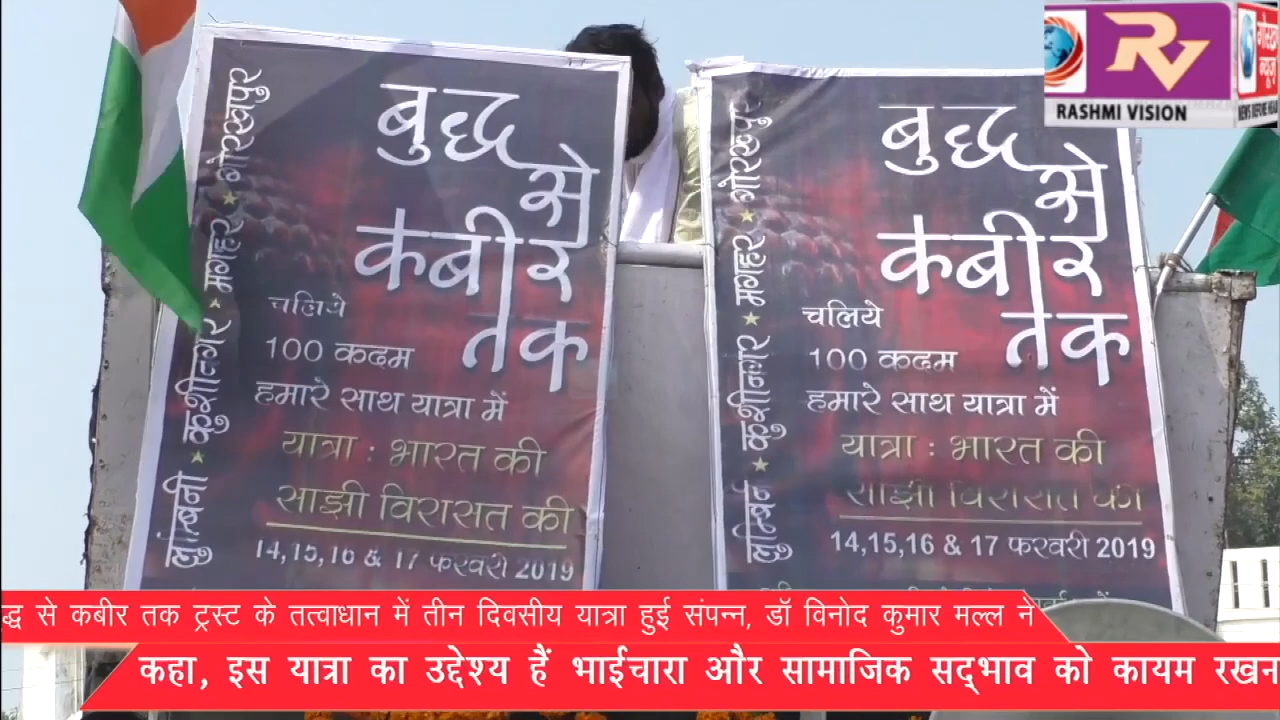 बुद्ध
से
कबीर
तक
चलिये
100 कदम
हमारे साथ यात्रा में
यात्रा : भारत की
साझी विरासत की
14,15,16 & 17 फरवरी 2019
लुम्बिनी ★ कुशीनगर ★ मगहर ★ गोरखपुर
बुद्ध
से
कबीर
तक
चलिये
100 कदम
हमारे साथ यात्रा में
यात्रा : भारत की
साझी विरासत की
14,15,16 & 17 फरवरी 2019
कुशीनगर ★ मगहर ★ गोरखपुर
RV
RASHMI VISION
न्यूज़
द्ध से कबीर तक ट्रस्ट के तत्वाधान में तीन दिवसीय यात्रा हुई संपन्न, डॉ विनोद कुमार मल्ल ने
कहा, इस यात्रा का उद्देश्य हैं भाईचारा और सामाजिक सद्भाव को कायम रखन